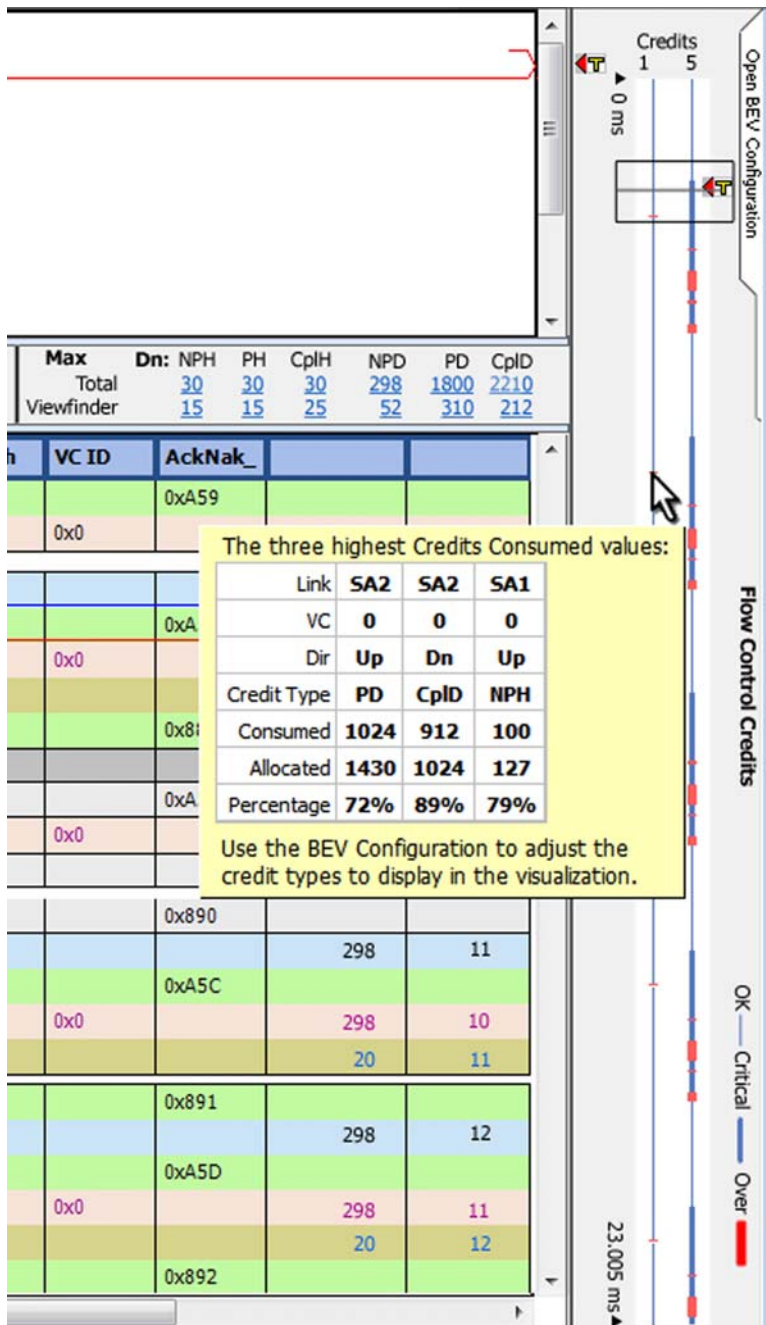 Credits
T 1 5
0 ms
T
Open BEV Configuration
Max Dn: NPH PH CplH NPD PD CplD
Total 30 30 30 298 1800 2210
Viewfinder 15 15 25 52 310 212
h VC ID AckNak_
0xA59
0x0
0xA
0x0
0x8
0xA
0x0
The three highest Credits Consumed values:
Link SA2 SA2 SA1
VC 0 0 0
Dir Up Dn Up
Credit Type PD CplD NPH
Consumed 1024 912 100
Allocated 1430 1024 127
Percentage 72% 89% 79%
Use the BEV Configuration to adjust the
credit types to display in the visualization.
0x890
298 11
0xA5C
0x0 298 10
20 11
0x891
298 12
0xA5D
0x0 298 11
20 12
0x892
Flow Control Credits
OK Critical Over
23.005 ms